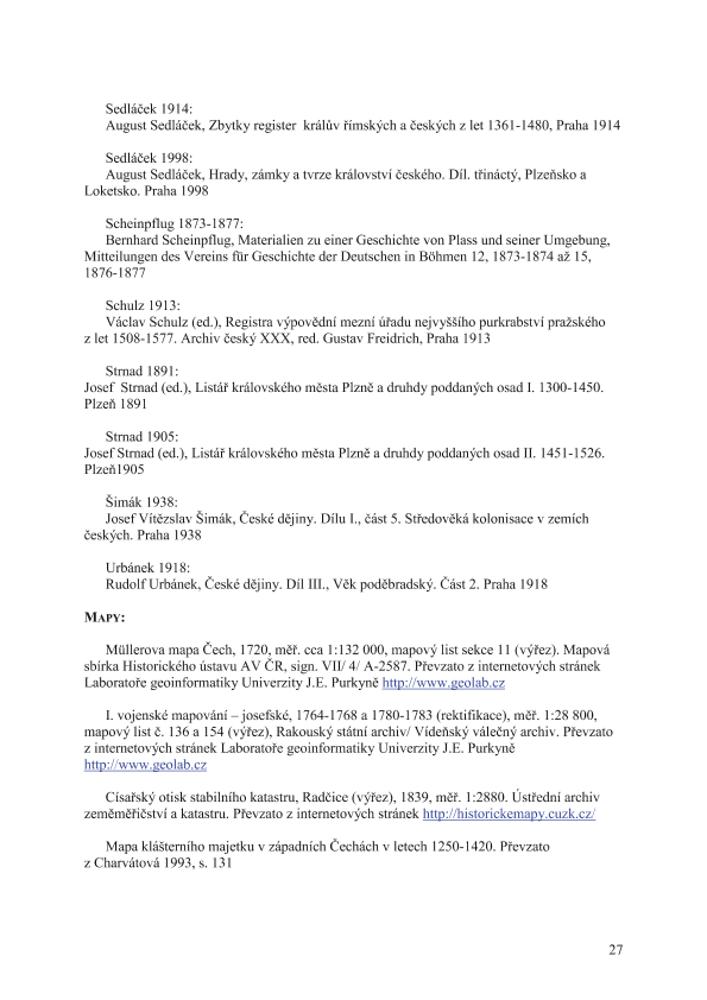 Sedláček 1914:
August Sedláček, Zbytky register  králův římských a českých z let 1361-1480, Praha 1914
Sedláček 1998:
August Sedláček, Hrady, zámky a tvrze království českého. Díl. třináctý, Plzeňsko a
Loketsko. Praha 1998
Scheinpflug 1873-1877:
Bernhard Scheinpflug, Materialien zu einer Geschichte von Plass und seiner Umgebung,
Mitteilungen des Vereins für Geschichte der Deutschen in Böhmen 12, 1873-1874 až 15,
1876-1877
Schulz 1913:
Václav Schulz (ed.), Registra výpovědní mezní úřadu nejvyššího purkrabství pražského
z let 1508-1577. Archiv český XXX, red. Gustav Freidrich, Praha 1913
Strnad 1891:
Josef  Strnad (ed.), Listář královského města Plzně a druhdy poddaných osad I. 1300-1450.
Plzeň 1891
Strnad 1905:
Josef Strnad (ed.), Listář královského města Plzně a druhdy poddaných osad II. 1451-1526.
Plzeň1905
Šimák 1938:
Josef Vítězslav Šimák, České dějiny. Dílu I., část 5. Středověká kolonisace v zemích
českých. Praha 1938
Urbánek 1918:
Rudolf Urbánek, České dějiny. Díl III., Věk poděbradský. Část 2. Praha 1918
MAPY:
Müllerova mapa Čech, 1720, měř. cca 1:132 000, mapový list sekce 11 (výřez). Mapová
sbírka Historického ústavu AV ČR, sign. VII/ 4/ A-2587. Převzato z internetových stránek
Laboratoře geoinformatiky Univerzity J.E. Purkyně http://www.geolab.cz
I. vojenské mapování – josefské, 1764-1768 a 1780-1783 (rektifikace), měř. 1:28 800,
mapový list č. 136 a 154 (výřez), Rakouský státní archiv/ Vídeňský válečný archiv. Převzato
z internetových stránek Laboratoře geoinformatiky Univerzity J.E. Purkyně
http://www.geolab.cz
Císařský otisk stabilního katastru, Radčice (výřez), 1839, měř. 1:2880. Ústřední archiv
zeměměřičství a katastru. Převzato z internetových stránek http://historickemapy.cuzk.cz/
Mapa klášterního majetku v západních Čechách v letech 1250-1420. Převzato
z Charvátová 1993, s. 131
27